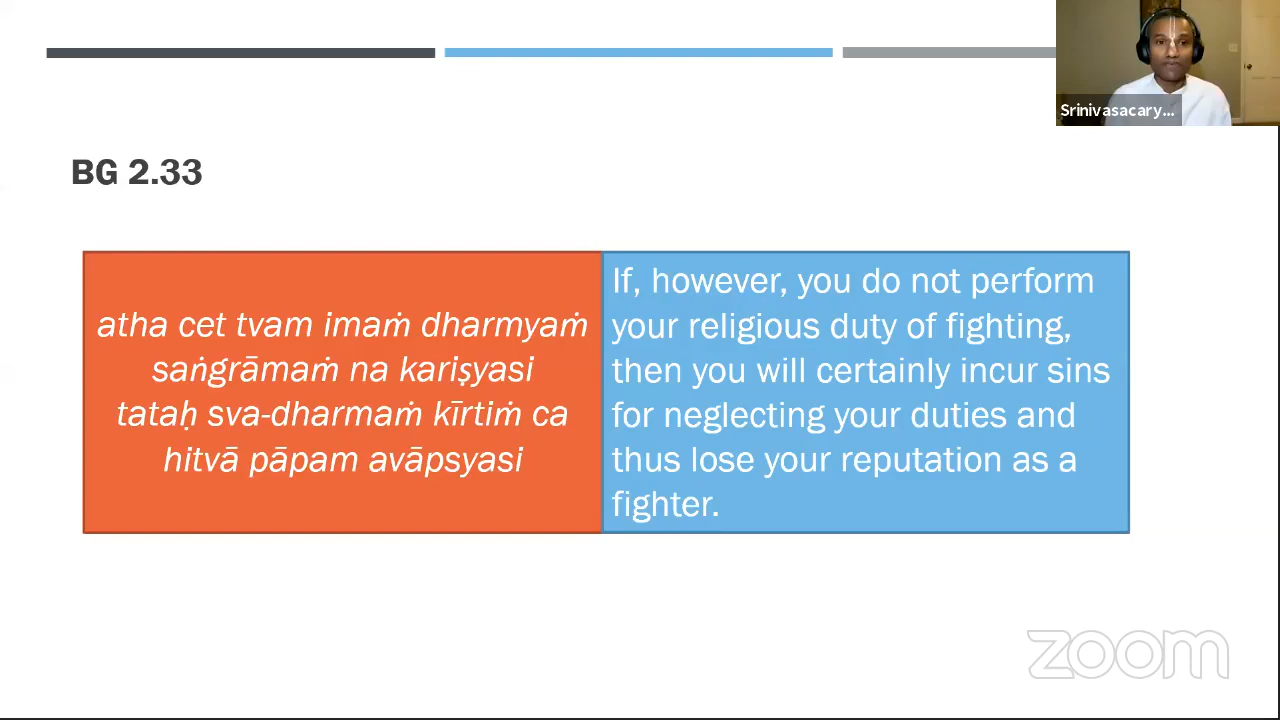 Srinivasacary...
BG 2.33
atha cet tvam imaṁ dharmyaṁ
saṅgrāmaṁ na kariṣyasi
tataḥ sva-dharmaṁ kīrtiṁ ca
hitvā pāpam avāpsyasi
If, however, you do not perform
your religious duty of fighting,
then you will certainly incur sins
for neglecting your duties and
thus lose your reputation as a
fighter.
zoom